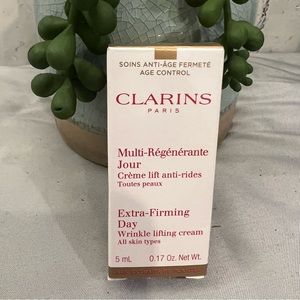 SOINS ANTI-ÂGE FERMETÉ
AGE CONTROL
CLARINS
PARIS
Multi-Régénérante
Jour
Crème lift anti-rides
Toutes peaux
Extra-Firming
Day
Wrinkle lifting cream
All skin types
5 mL 0.17 Oz. Net Wt.